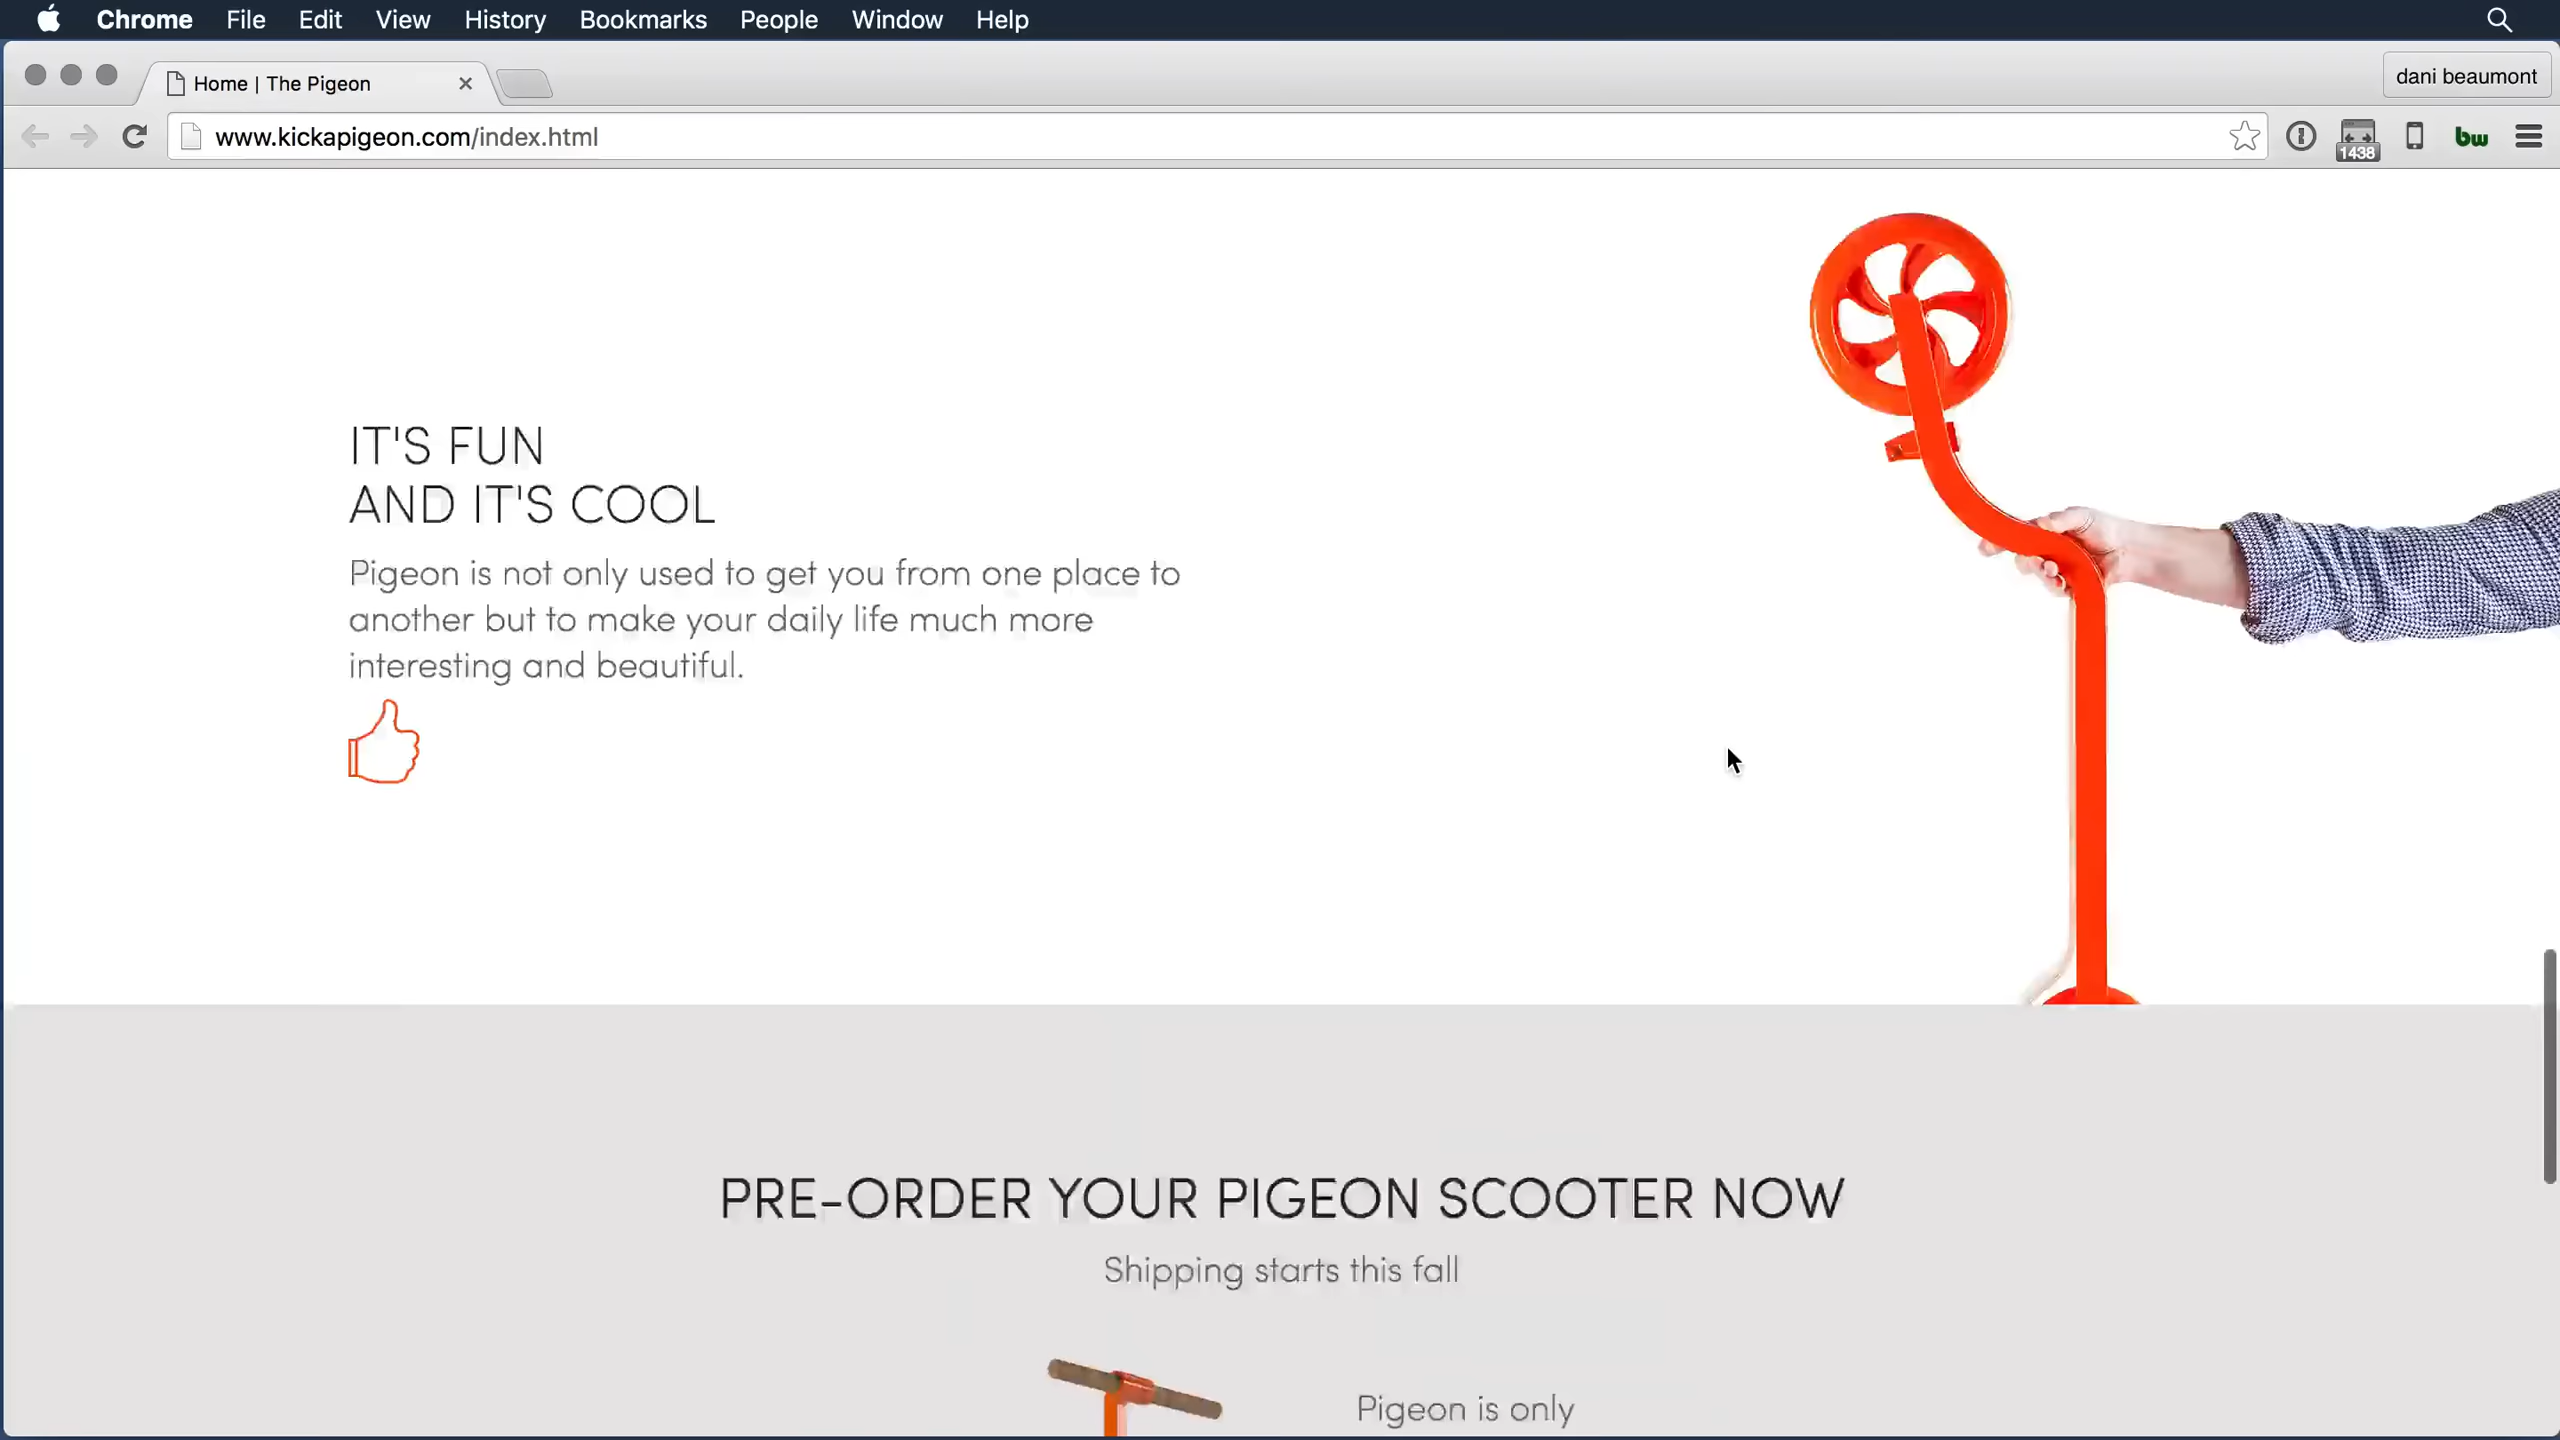 Chrome File Edit View History Bookmarks People Window Help
Home | The Pigeon
dani beaumont
www.kickapigeon.com/index.html
1438
bw
IT'S FUN
AND IT'S COOL
Pigeon is not only used to get you from one place to
another but to make your daily life much more
interesting and beautiful.
PRE-ORDER YOUR PIGEON SCOOTER NOW
Shipping starts this fall
Pigeon is only